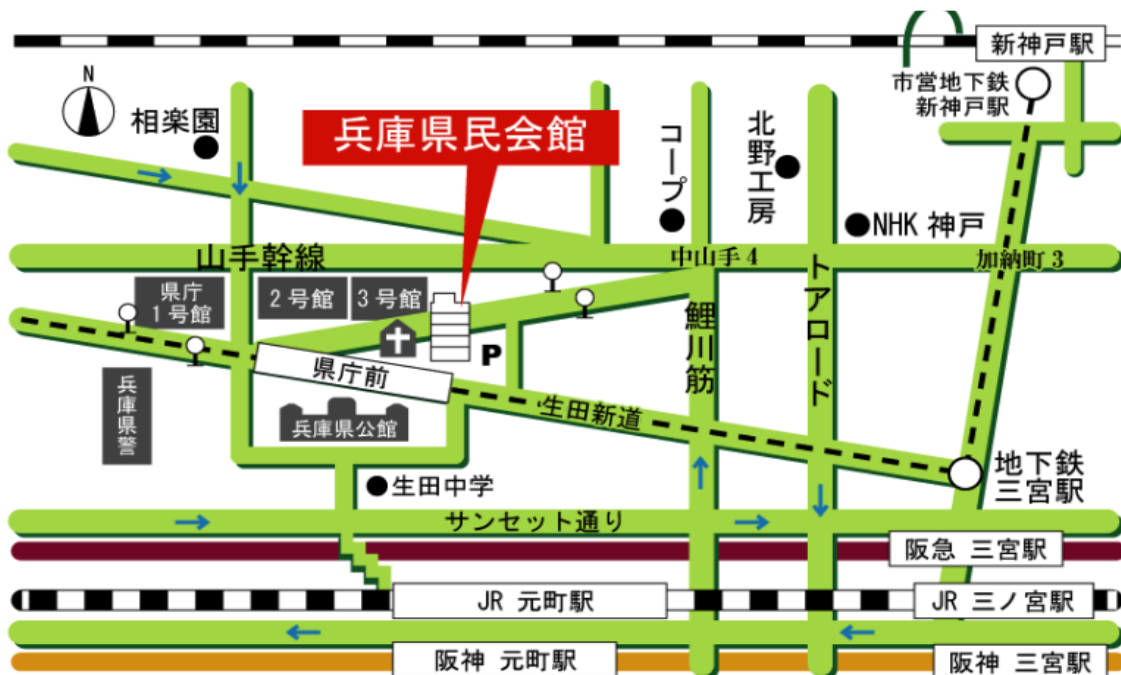 新神戸駅
市営地下鉄
新神戸駅
N
相楽園
兵庫県民会館
コープ
北野工房
NHK 神戸
山手幹線
中山手4
加納町3
県庁
1号館
2号館
3号館
トアロード
鯉川筋
P
県庁前
兵庫県警
兵庫県公館
生田新道
地下鉄
三宮駅
生田中学
サンセット通り
阪急 三宮駅
JR 元町駅
JR 三ノ宮駅
阪神 元町駅
阪神 三宮駅